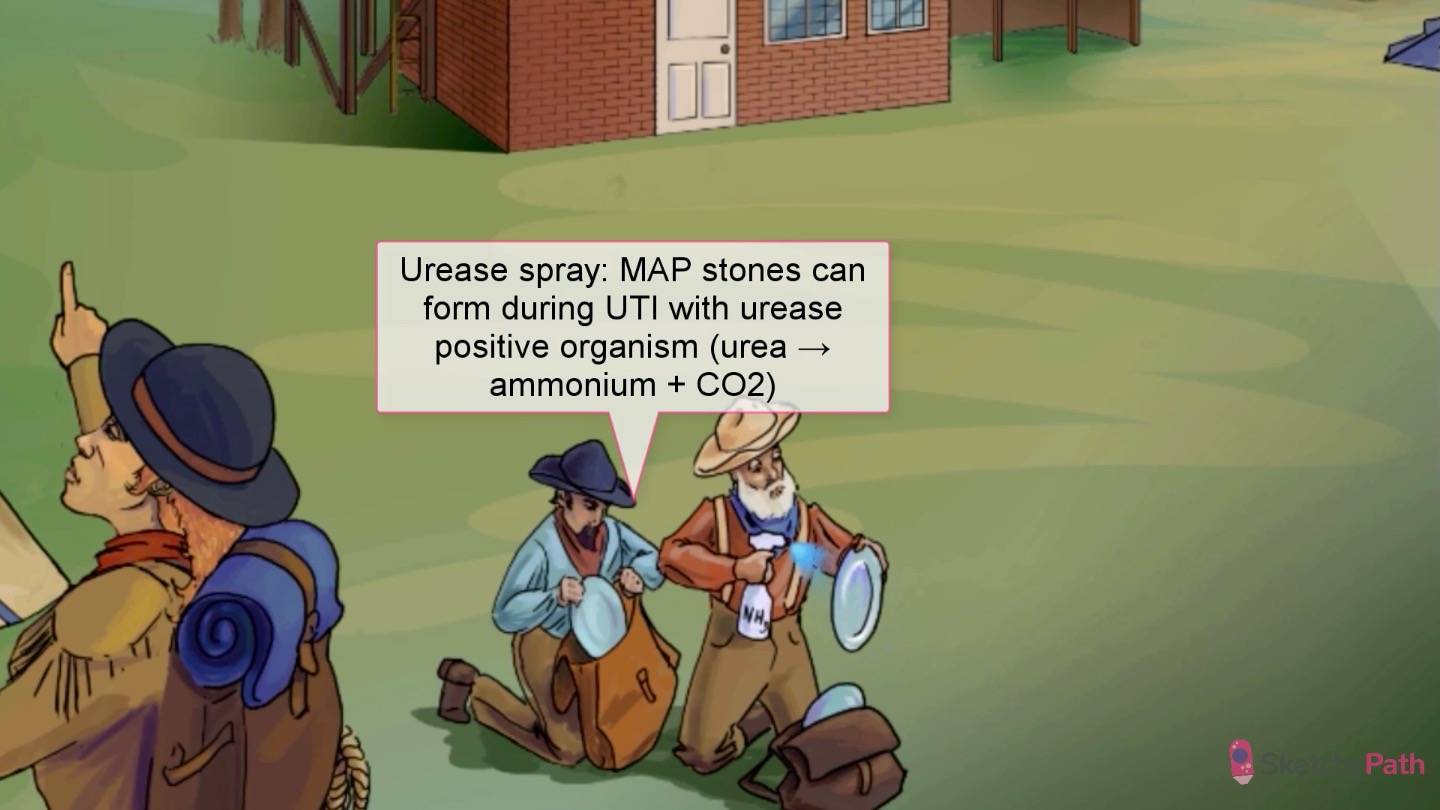 Urease spray: MAP stones can
form during UTI with urease
positive organism (urea →
ammonium + CO2)
NH3
SketchyPath